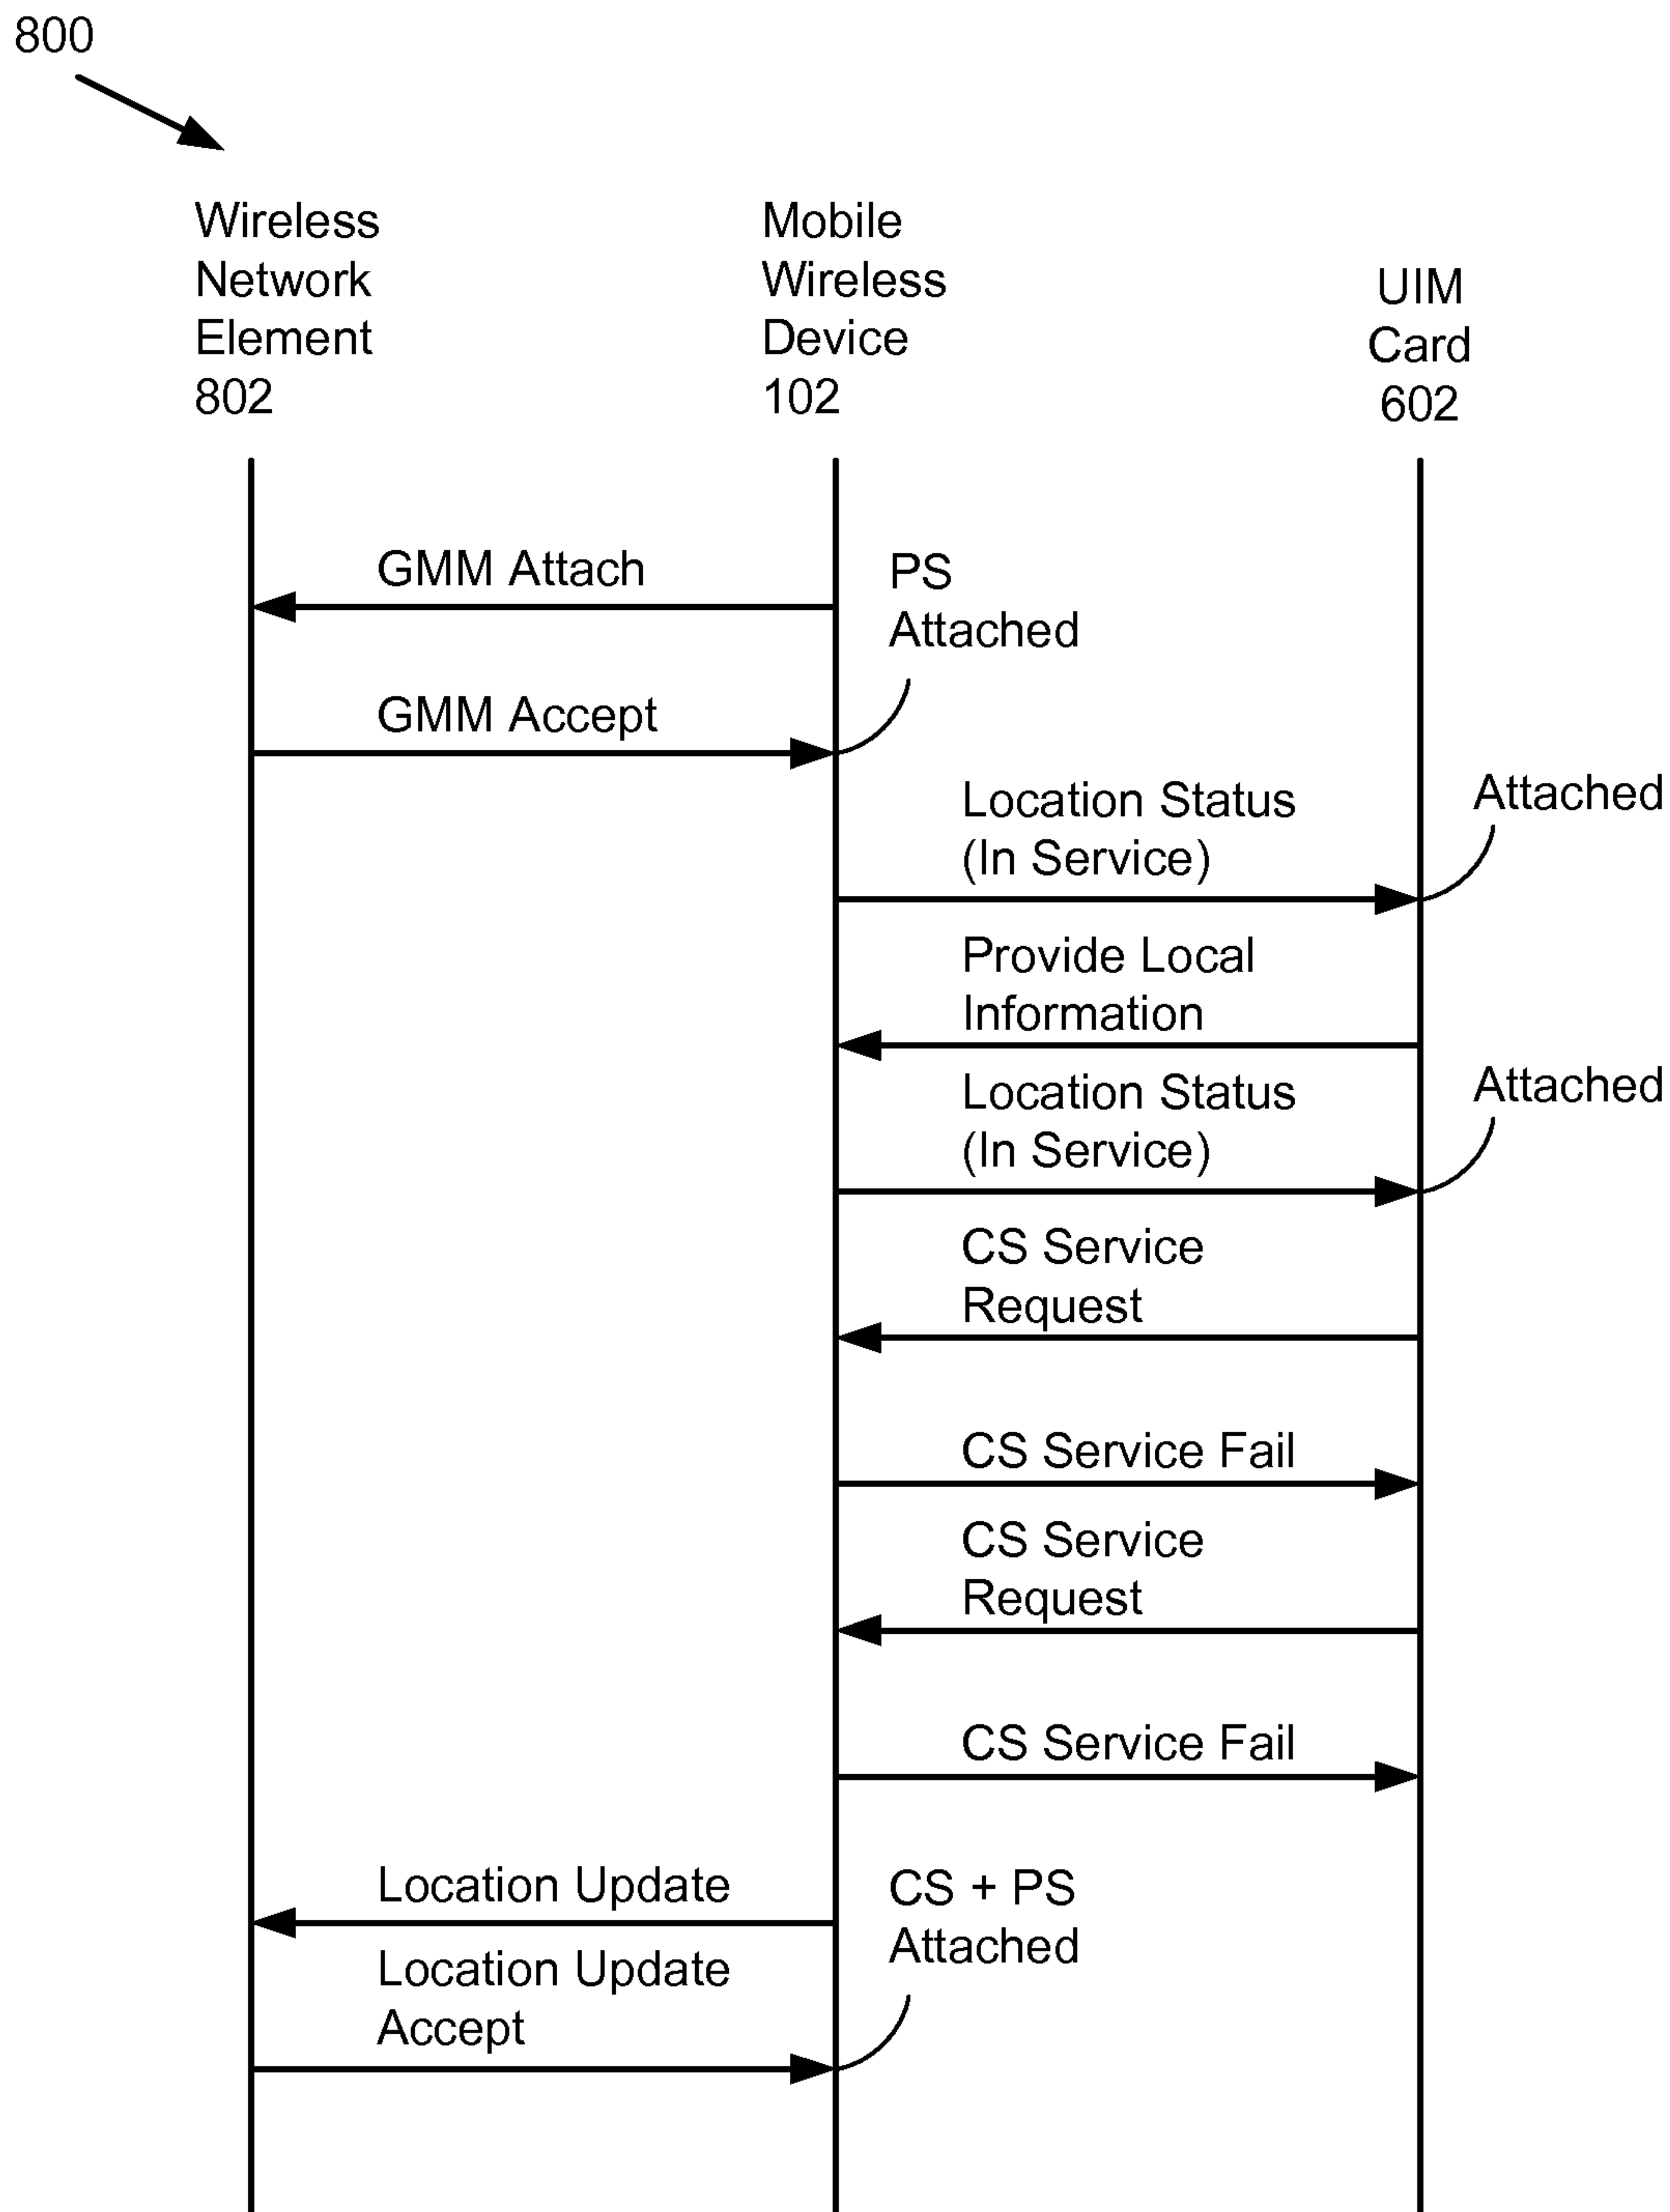 800
Wireless
Network
Element
802
Mobile
Wireless
Device
102
UIM
Card
602
GMM Attach
PS
Attached
GMM Accept
Location Status
(In Service)
Attached
Provide Local
Information
Location Status
(In Service)
Attached
CS Service
Request
CS Service Fail
CS Service
Request
CS Service Fail
Location Update
CS + PS
Attached
Location Update
Accept